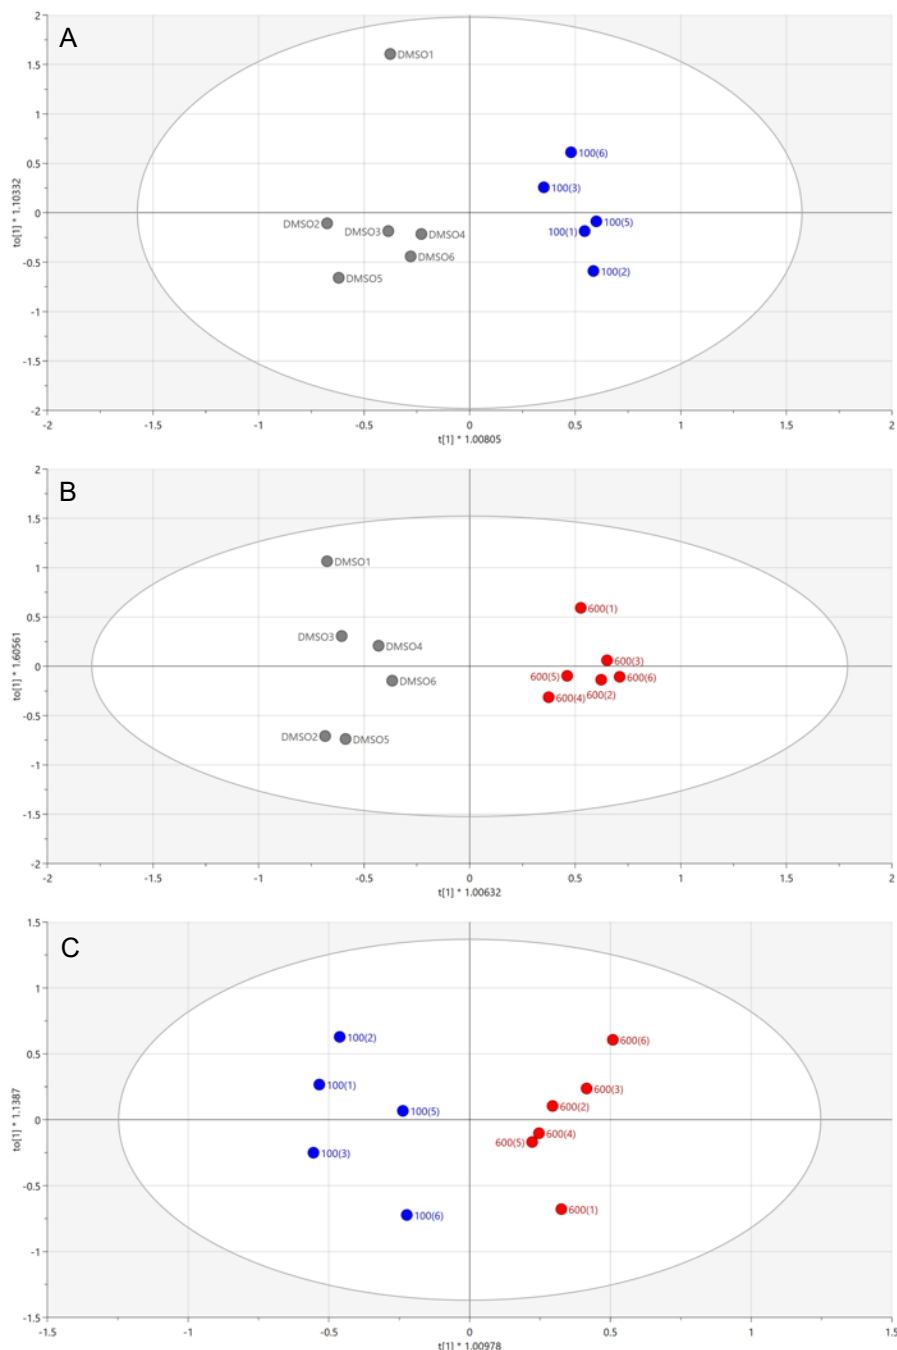 A
2
1.5
1
0.5
0
-0.5
-1
-1.5
-2
to[1] * 1.10332
DMSO1
100(6)
100(3)
DMSO2
DMSO3
DMSO4
100(5)
100(1)
DMSO6
DMSO5
100(2)
-2 -1.5 -1 -0.5 0 0.5 1 1.5 2
t[1] * 1.00805
B
2
1.5
1
0.5
0
-0.5
-1
-1.5
-2
to[1] * 1.60561
DMSO1
600(1)
DMSO3
DMSO4
600(3)
600(5)
600(6)
DMSO6
600(4)
600(2)
DMSO2
DMSO5
-2 -1.5 -1 -0.5 0 0.5 1 1.5 2
t[1] * 1.00632
C
1.5
1
0.5
0
-0.5
-1
-1.5
to[1] * 1.1387
100(2)
600(6)
100(1)
600(3)
100(5)
600(2)
600(4)
600(5)
100(3)
600(1)
100(6)
-1.5 -1 -0.5 0 0.5 1 1.5
t[1] * 1.00978